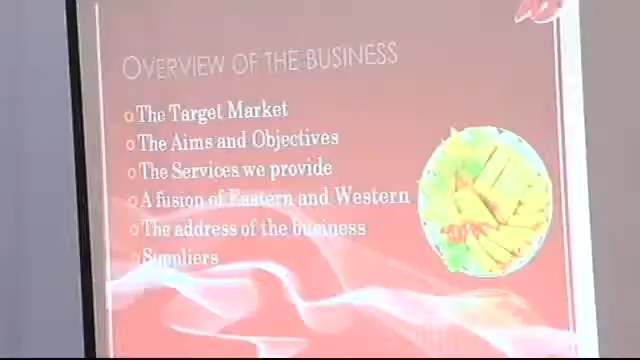 OVERVIEW OF THE BUSINESS
The Target Market
The Aims and Objectives
The Services we provide
A fusion of Eastern and Western
The address of the business
Suppliers